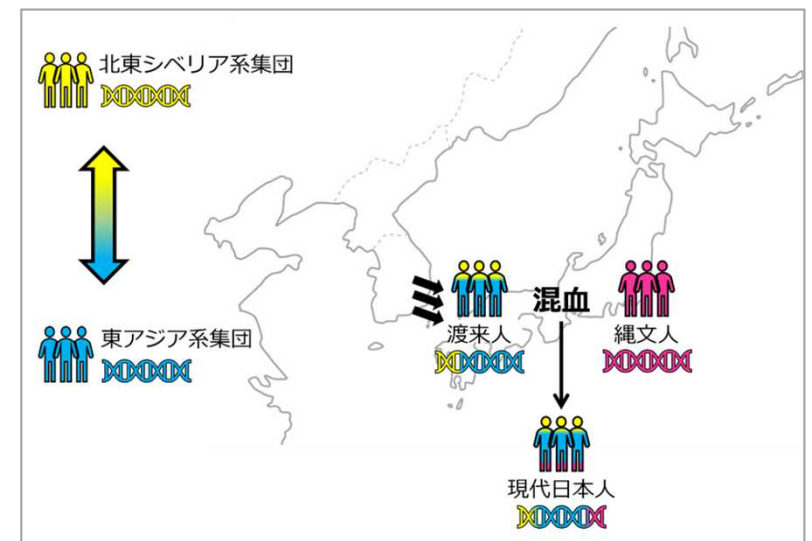 北東シベリア系集団
東アジア系集団
混血
渡来人
縄文人
現代日本人